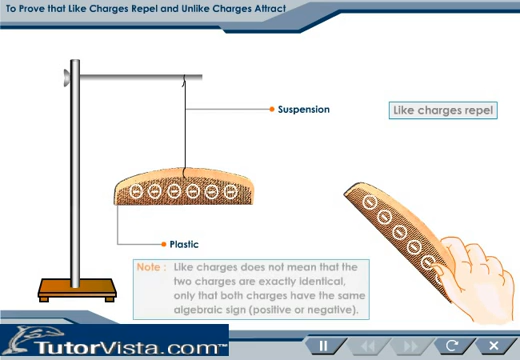 To Prove that Like Charges Repel and Unlike Charges Attract
Suspension
Like charges repel
Plastic
Note : Like charges does not mean that the
two charges are exactly identical,
only that both charges have the same
algebraic sign (positive or negative).
TutorVista.com™